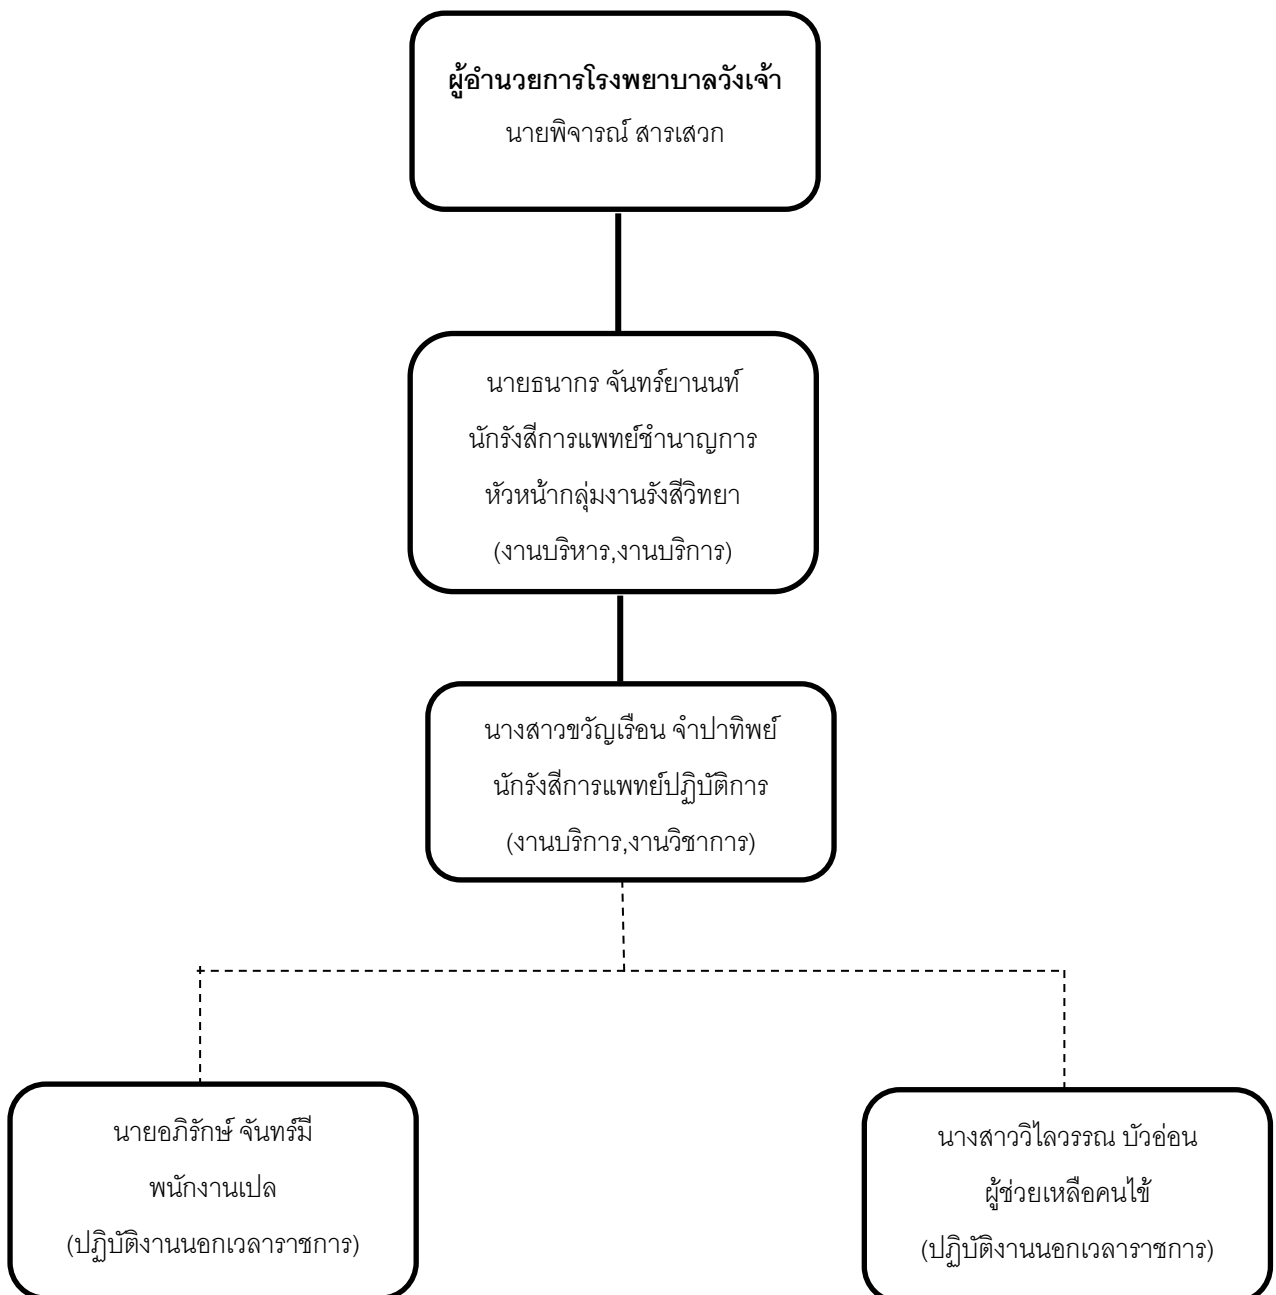 ผู้อำนวยการโรงพยาบาลวังเจ้า
นายพิจารณ์ สารเสวก
นายธนากร จันทร์ยานนท์
นักรังสีการแพทย์ชำนาญการ
หัวหน้ากลุ่มงานรังสีวิทยา
(งานบริหาร,งานบริการ)
นางสาวขวัญเรือน จำปาทิพย์
นักรังสีการแพทย์ปฏิบัติการ
(งานบริการ,งานวิชาการ)
นายอภิรักษ์ จันทร์มี
พนักงานเปล
(ปฏิบัติงานนอกเวลาราชการ)
นางสาววิไลวรรณ บัวอ่อน
ผู้ช่วยเหลือคนไข้
(ปฏิบัติงานนอกเวลาราชการ)